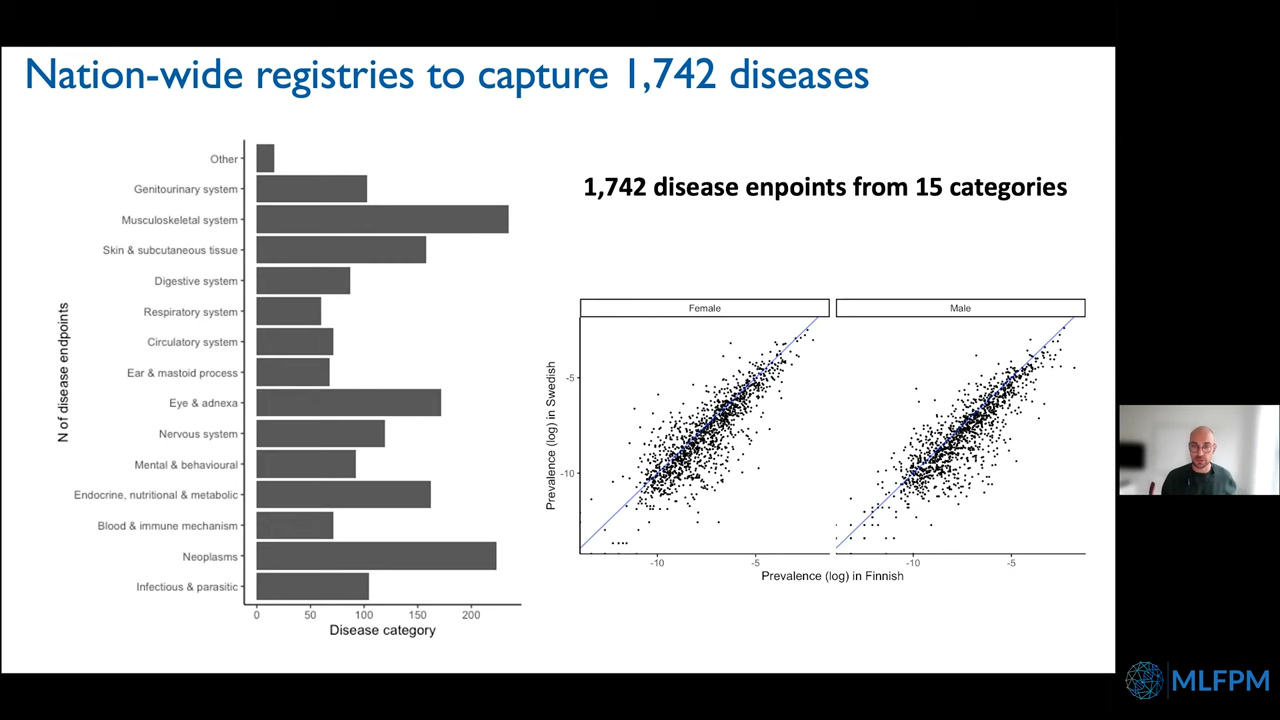 Nation-wide registries to capture 1,742 diseases
N of disease endpoints
Other
Genitourinary system
Musculoskeletal system
Skin & subcutaneous tissue
Digestive system
Respiratory system
Circulatory system
Ear & mastoid process
Eye & adnexa
Nervous system
Mental & behavioural
Endocrine, nutritional & metabolic
Blood & immune mechanism
Neoplasms
Infectious & parasitic
0 50 100 150 200
Disease category
1,742 disease enpoints from 15 categories
Female Male
Prevalence (log) in Swedish
-5
-10
-10 -5 -10 -5
Prevalence (log) in Finnish
MLFPM